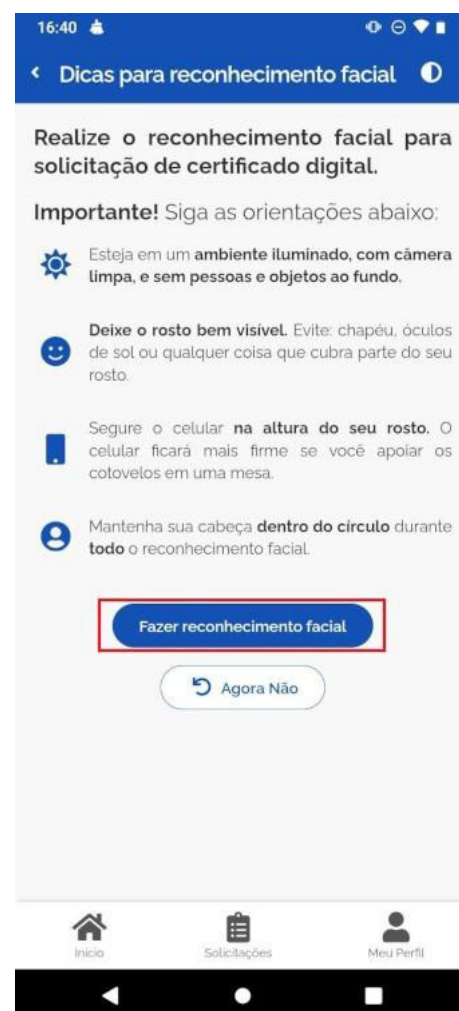 16:40
Dicas para reconhecimento facial
Realize o reconhecimento facial para
solicitação de certificado digital.
Importante! Siga as orientações abaixo:
Esteja em um ambiente iluminado, com câmera
limpa, e sem pessoas e objetos ao fundo.
Deixe o rosto bem visível. Evite: chapéu, óculos
de sol ou qualquer coisa que cubra parte do seu
rosto.
Segure o celular na altura do seu rosto. O
celular ficará mais firme se você apoiar os
cotovelos em uma mesa.
Mantenha sua cabeça dentro do círculo durante
todo o reconhecimento facial.
Fazer reconhecimento facial
Agora Não
Início
Solicitações
Meu Perfil